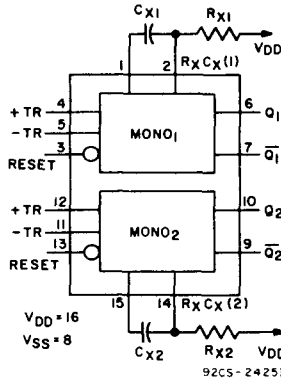 CX1 RX1
VDD
1 2 RXCX(1)
+TR 4 6 Q1
-TR 5 MONO1
RESET 3 7 Q1
+TR 12 10 Q2
-TR 11 MONO2
RESET 13 9 Q2
15 14 RXCX(2)
VDD=16
VSS=8
VDD
CX2 RX2
92CS-2425